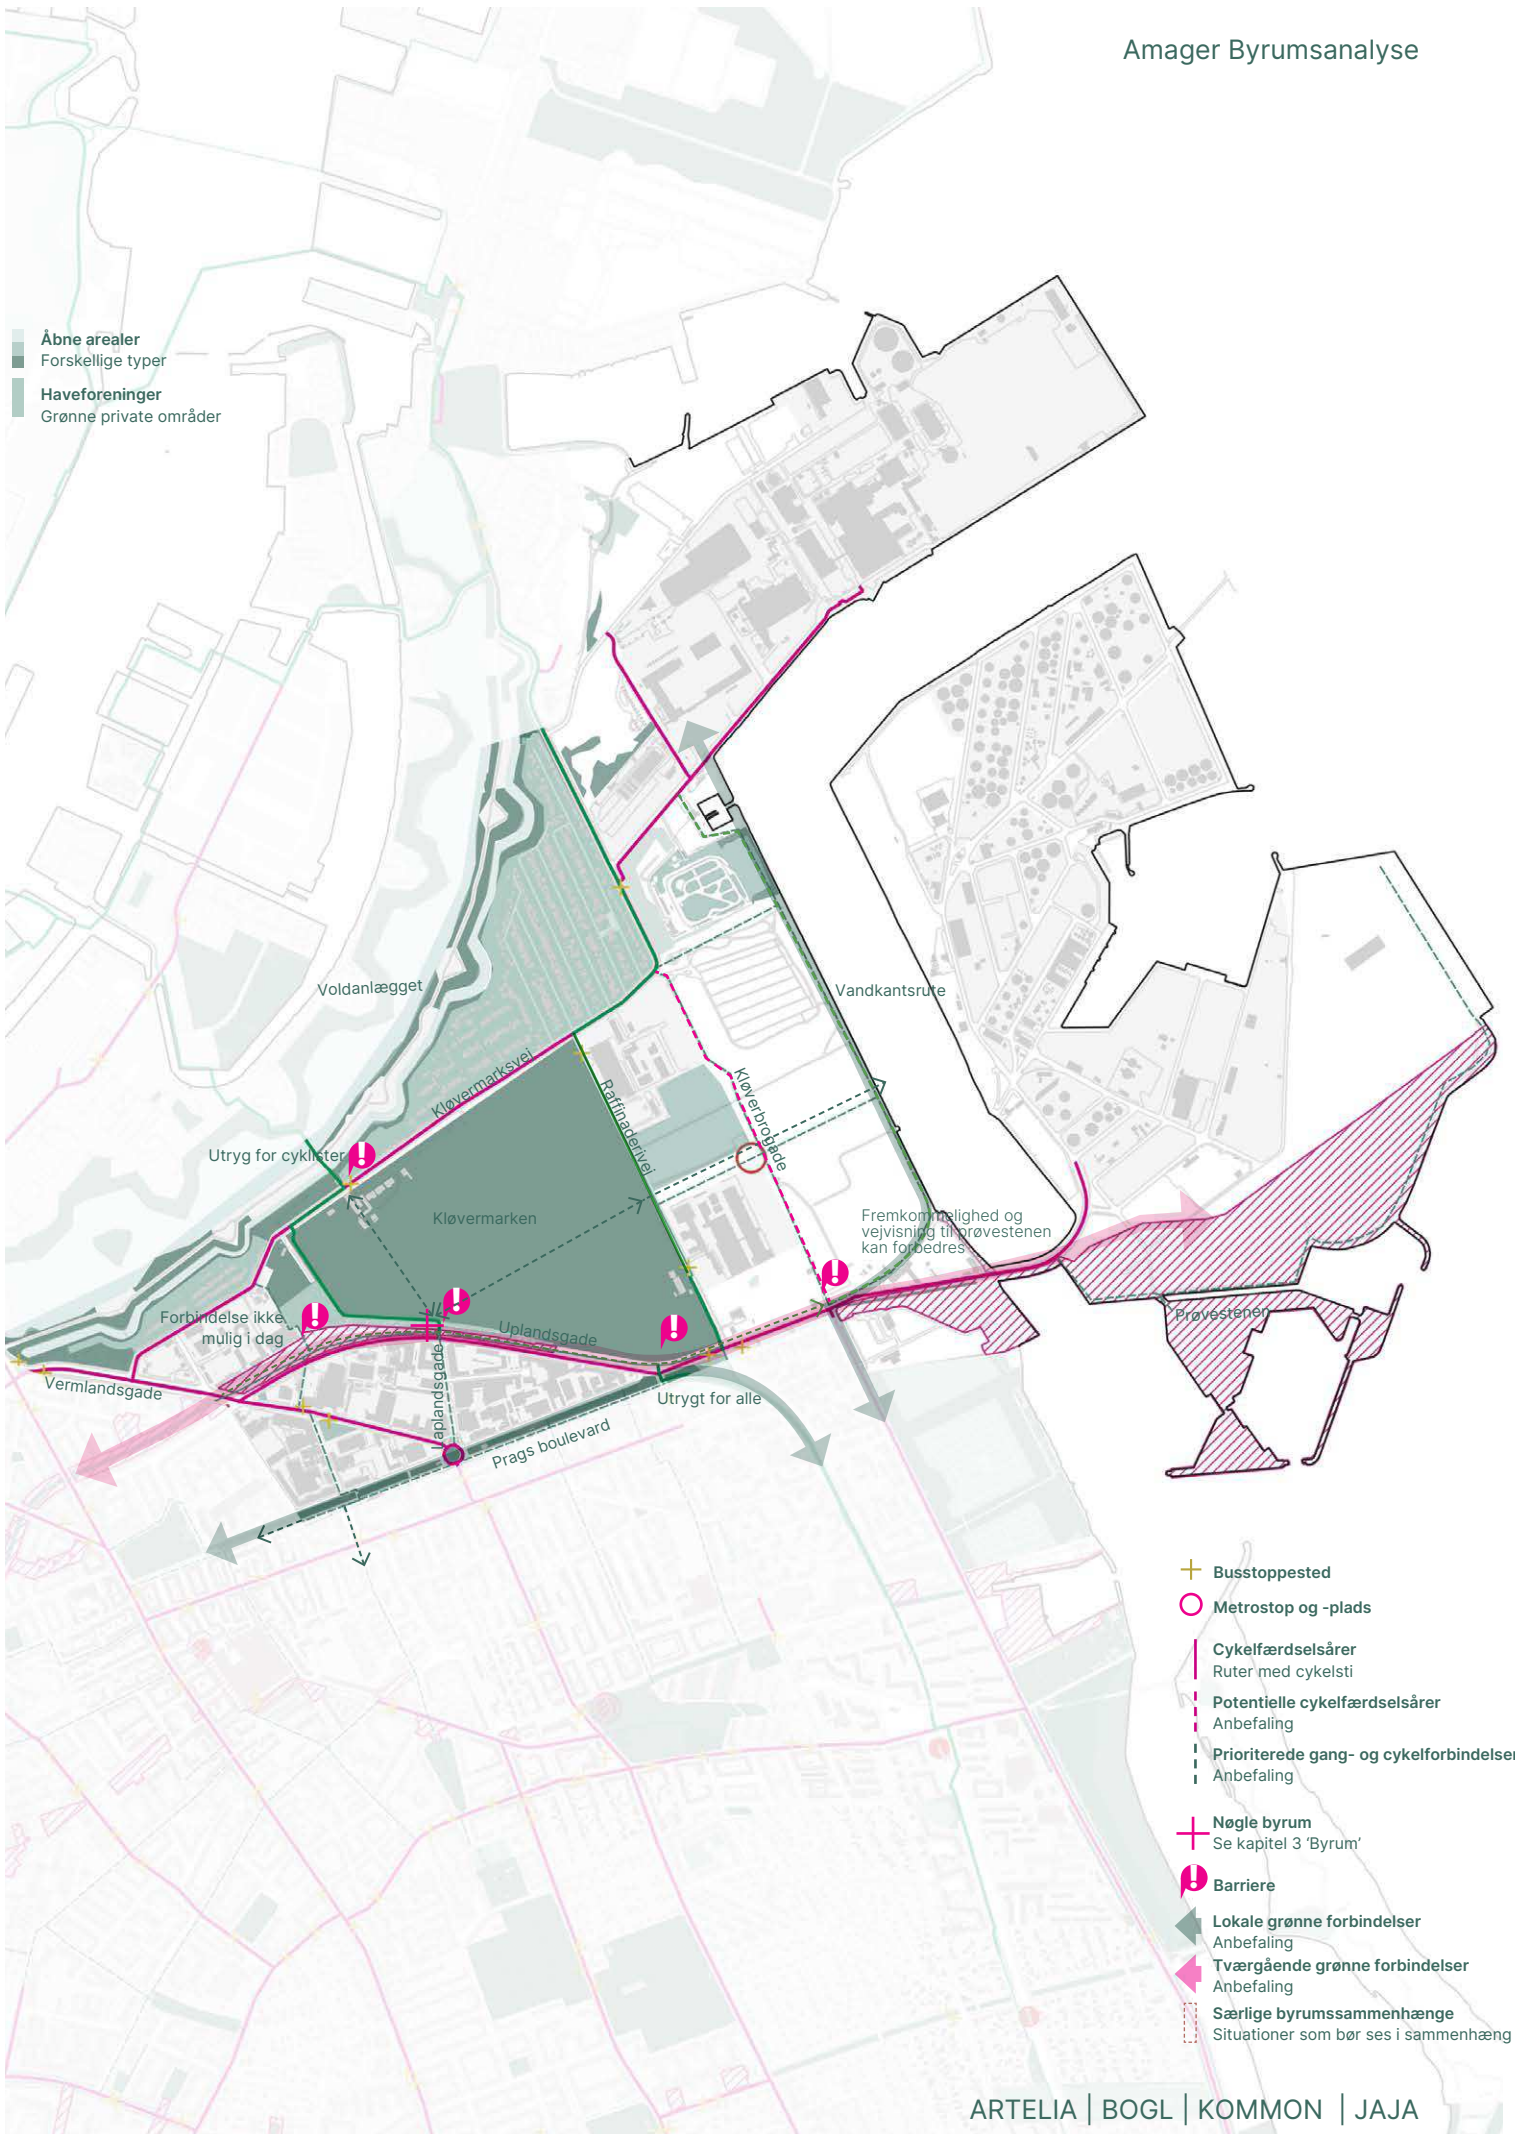 Amager Byrumsanalyse
Åbne arealer
Forskellige typer
Haveforeninger
Grønne private områder
Voldanlægget
Vandkantsrute
Kløvermarksvej
Raffinaderivej
Kløverbrogade
Utryg for cyklister
Kløvermarken
Fremkommelighed og
vejvisning til prøvestenen
kan forbedres
Forbindelse ikke
mulig i dag
Uplandsgade
Prøvestenen
Laplandsgade
Vermlandsgade
Utrygt for alle
Prags boulevard
Busstoppested
Metrostop og -plads
Cykelfærdselsårer
Ruter med cykelsti
Potentielle cykelfærdselsårer
Anbefaling
Prioriterede gang- og cykelforbindelser
Anbefaling
Nøgle byrum
Se kapitel 3 ‘Byrum’
Barriere
Lokale grønne forbindelser
Anbefaling
Tværgående grønne forbindelser
Anbefaling
Særlige byrumssammenhænge
Situationer som bør ses i sammenhæng
ARTELIA | BOGL | KOMMON | JAJA